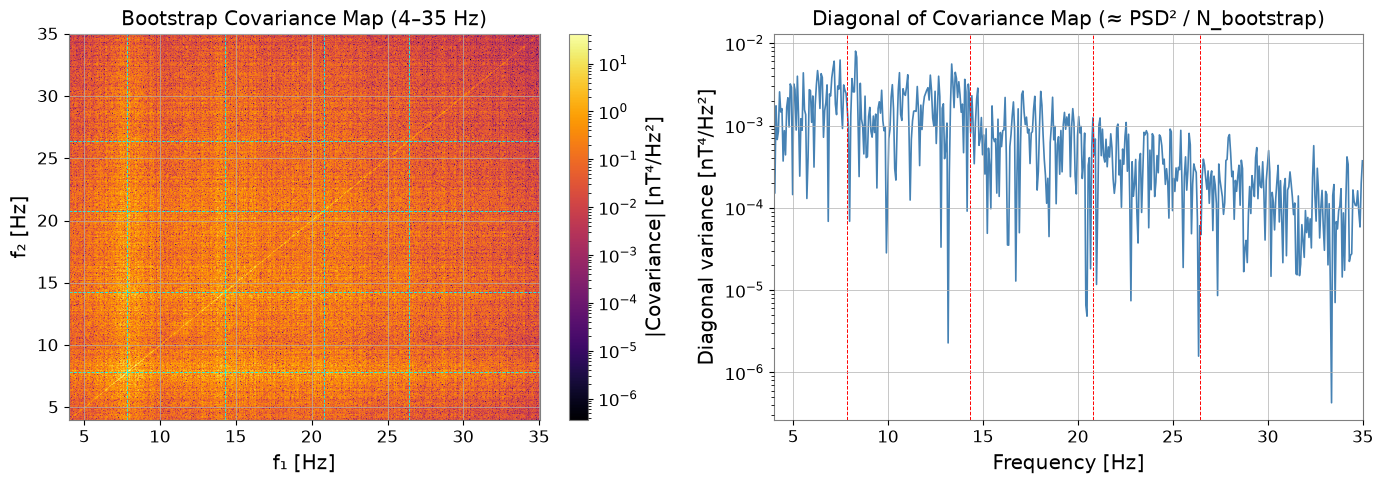 Bootstrap Covariance Map (4–35 Hz)
35
30
25
20
15
10
5
f₂ [Hz]
5 10 15 20 25 30 35
f₁ [Hz]
10¹
10⁰
10⁻¹
10⁻²
10⁻³
10⁻⁴
10⁻⁵
10⁻⁶
|Covariance| [nT⁴/Hz²]
Diagonal of Covariance Map (≈ PSD² / N_bootstrap)
10⁻²
10⁻³
10⁻⁴
10⁻⁵
10⁻⁶
Diagonal variance [nT⁴/Hz²]
5 10 15 20 25 30 35
Frequency [Hz]